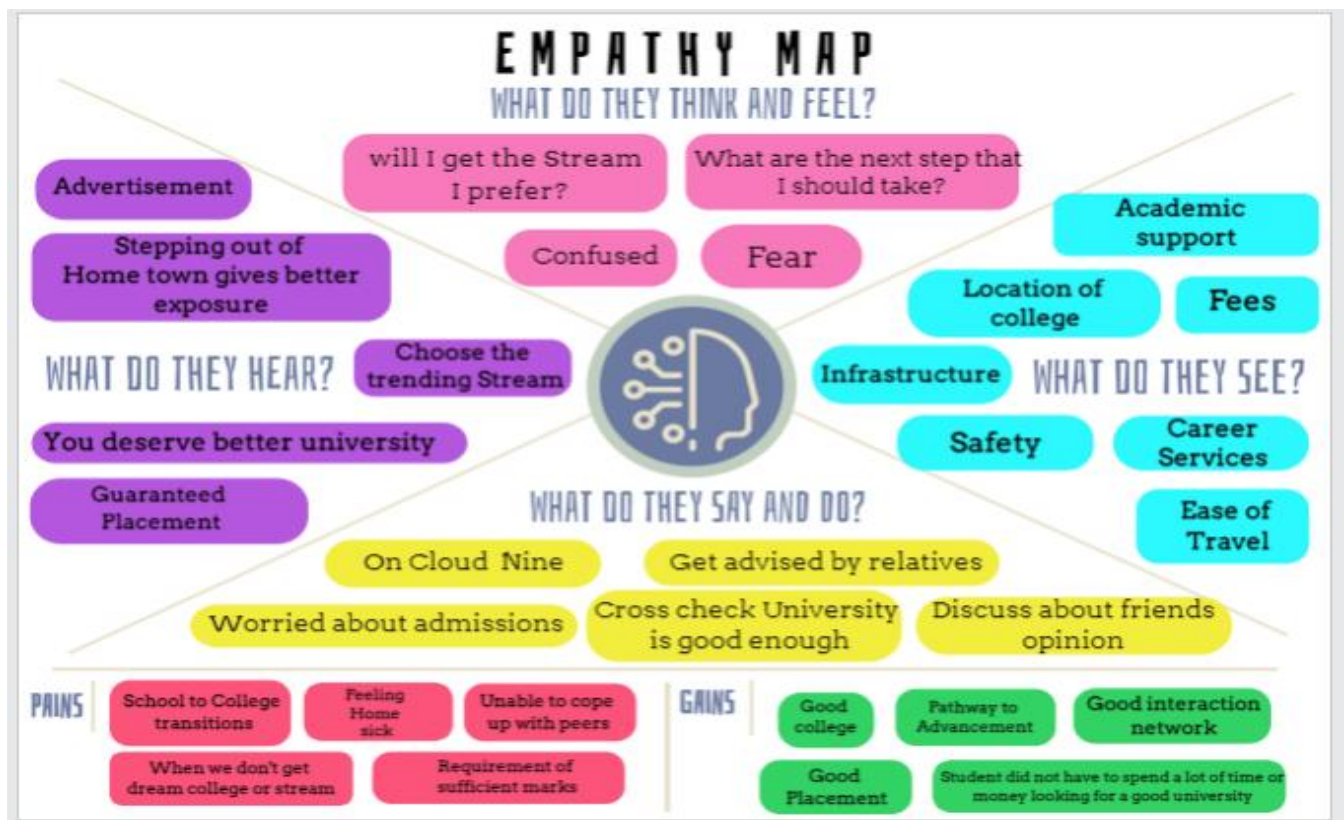 EMPATHY MAP
WHAT DO THEY THINK AND FEEL?
will I get the Stream
I prefer?
What are the next step that
I should take?
Confused
Fear
Advertisement
Stepping out of
Home town gives better
exposure
WHAT DO THEY HEAR?
Choose the
trending Stream
You deserve better university
Guaranteed
Placement
Academic
support
Location of
college
Fees
Infrastructure
WHAT DO THEY SEE?
Safety
Career
Services
Ease of
Travel
WHAT DO THEY SAY AND DO?
On Cloud Nine
Get advised by relatives
Worried about admissions
Cross check University
is good enough
Discuss about friends
opinion
PAINS
School to College
transitions
Feeling
Home
sick
Unable to cope
up with peers
When we don't get
dream college or stream
Requirement of
sufficient marks
GAINS
Good
college
Pathway to
Advancement
Good interaction
network
Good
Placement
Student did not have to spend a lot of time or
money looking for a good university